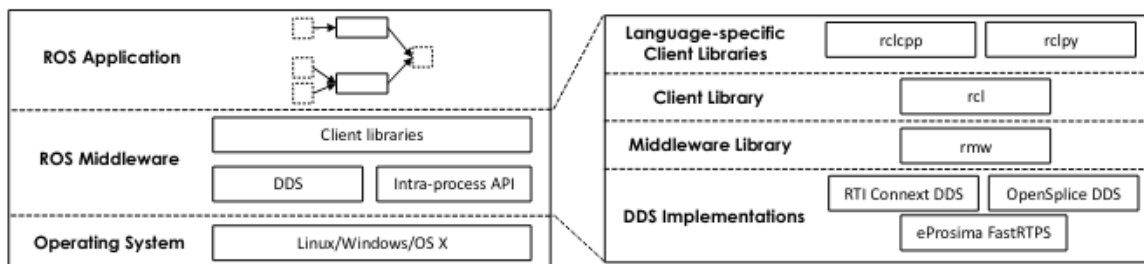 ROS Application
ROS Middleware
Client libraries
DDS
Intra-process API
Operating System
Linux/Windows/OS X
Language-specific
Client Libraries
rclcpp
rclpy
Client Library
rcl
Middleware Library
rmw
DDS Implementations
RTI Connext DDS
OpenSplice DDS
eProsima FastRTPS